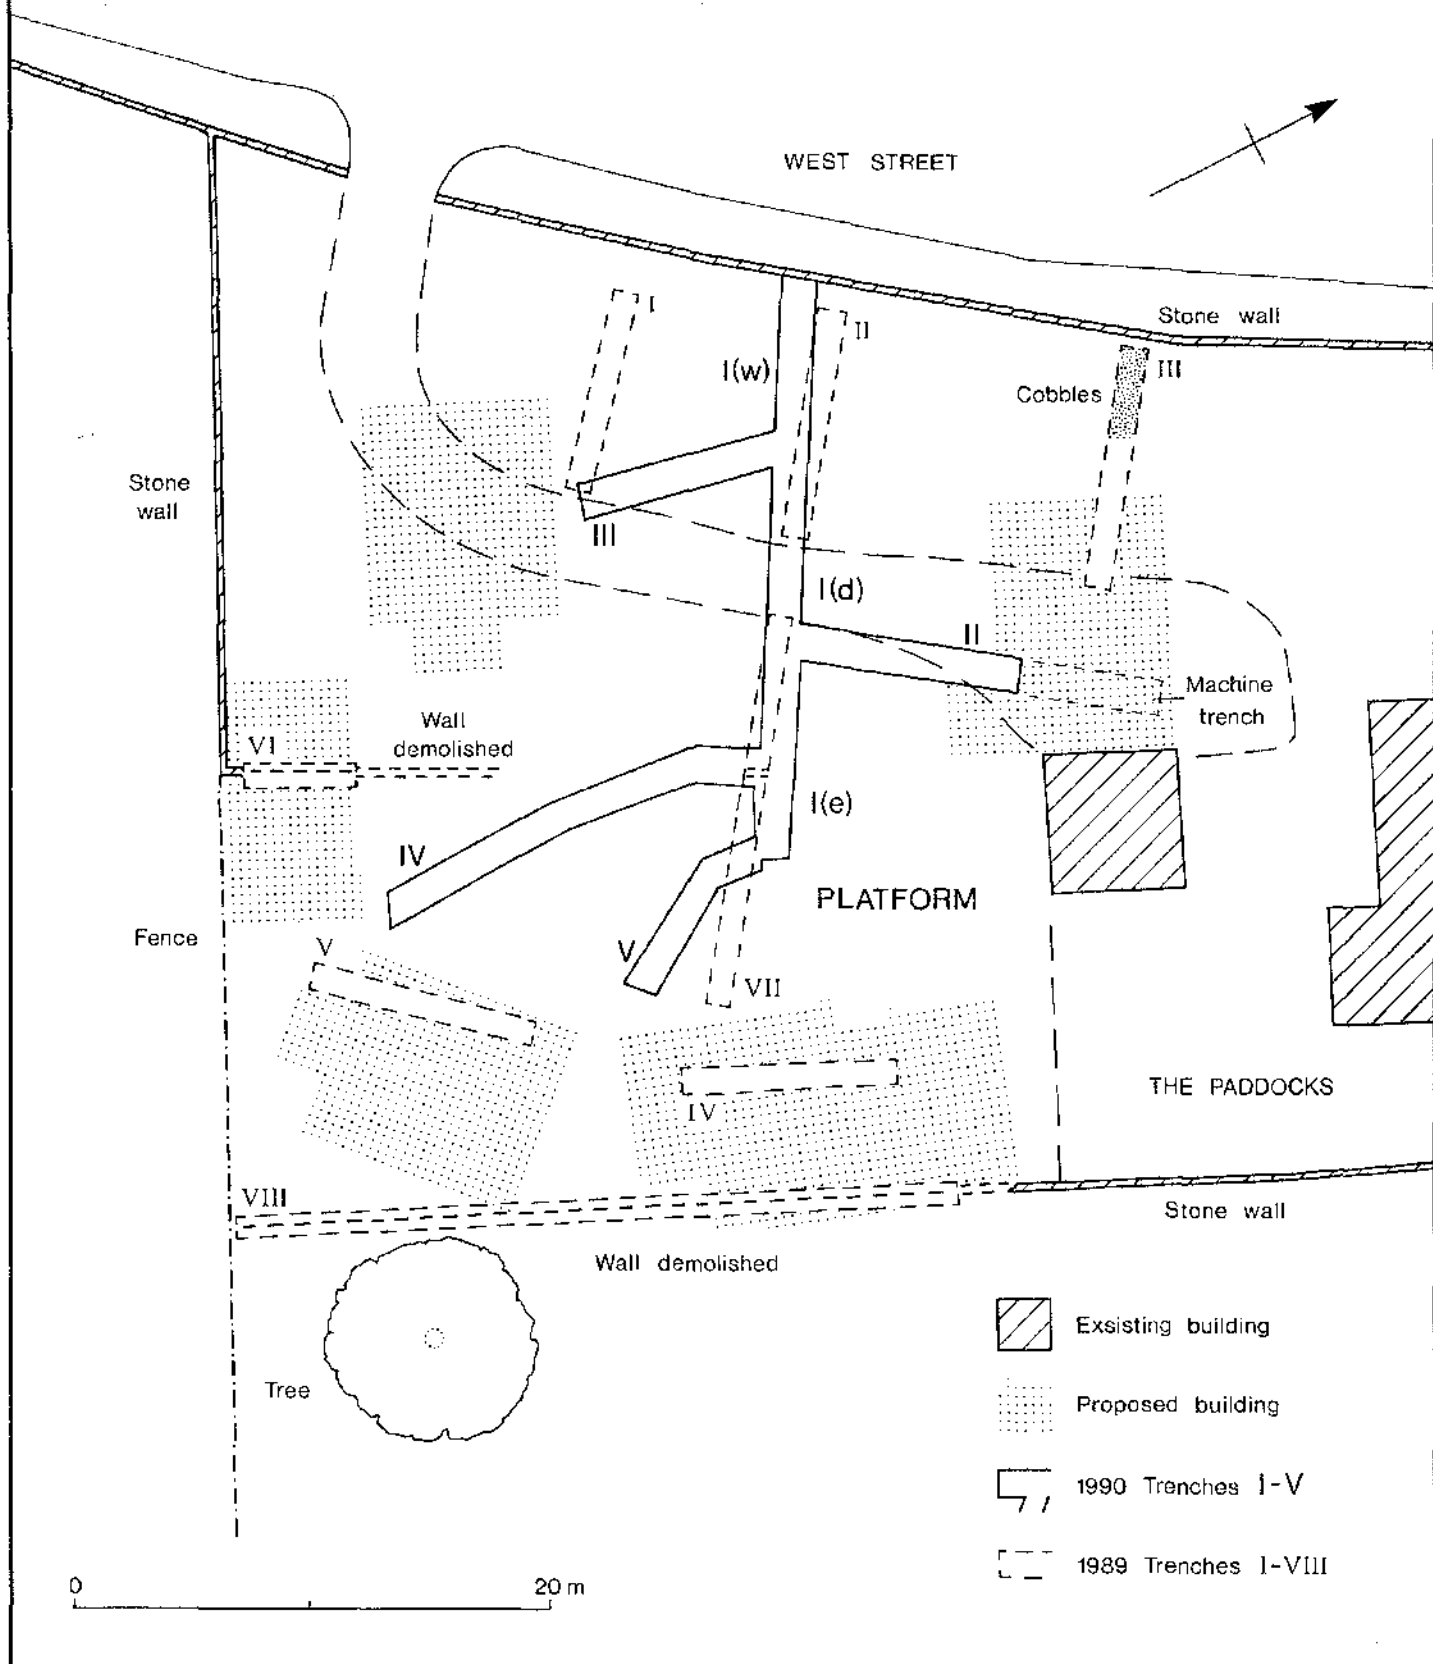 WEST STREET
I
II
Stone wall
I(w)
III
Cobbles
Stone
wall
III
I(d)
II
Machine
trench
Wall
demolished
VI
I(e)
IV
PLATFORM
Fence
V
V
VII
THE PADDOCKS
IV
VIII
Stone wall
Wall demolished
Exsisting building
Tree
Proposed building
1990 Trenches I-V
1989 Trenches I-VIII
0
20 m